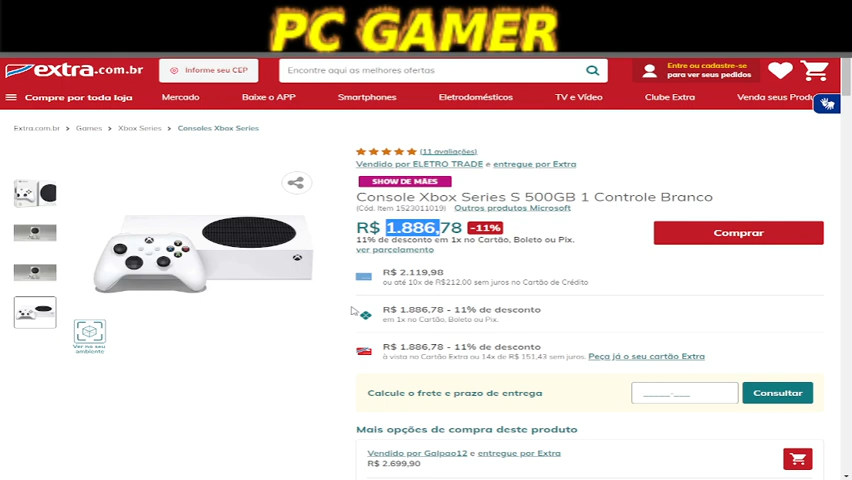 PC GAMER
extra.com.br
Informe seu CEP
Encontre aqui as melhores ofertas
Entre ou cadastre-se
para ver seus pedidos
Compre por toda loja
Mercado
Baixe o APP
Smartphones
Eletrodomésticos
TV e Vídeo
Clube Extra
Venda seus Produ
Extra.com.br > Games > Xbox Series > Consoles Xbox Series
(11 avaliações)
Vendido por ELETRO TRADE e entregue por Extra
SHOW DE MÃES
Console Xbox Series S 500GB 1 Controle Branco
(Cód. Item 1523011019) Outros produtos Microsoft
R$ 1.886,78 -11%
Comprar
11% de desconto em 1x no Cartão, Boleto ou Pix.
ver parcelamento
R$ 2.119,98
ou até 10x de R$212,00 sem juros no Cartão de Crédito
R$ 1.886,78 - 11% de desconto
em 1x no Cartão, Boleto ou Pix.
Ver no seu
ambiente
R$ 1.886,78 - 11% de desconto
à vista no Cartão Extra ou 14x de R$ 151,43 sem juros. Peça já o seu cartão Extra
Calcule o frete e prazo de entrega
_____-___
Consultar
Mais opções de compra deste produto
Vendido por Galpao12 e entregue por Extra
R$ 2.699,90